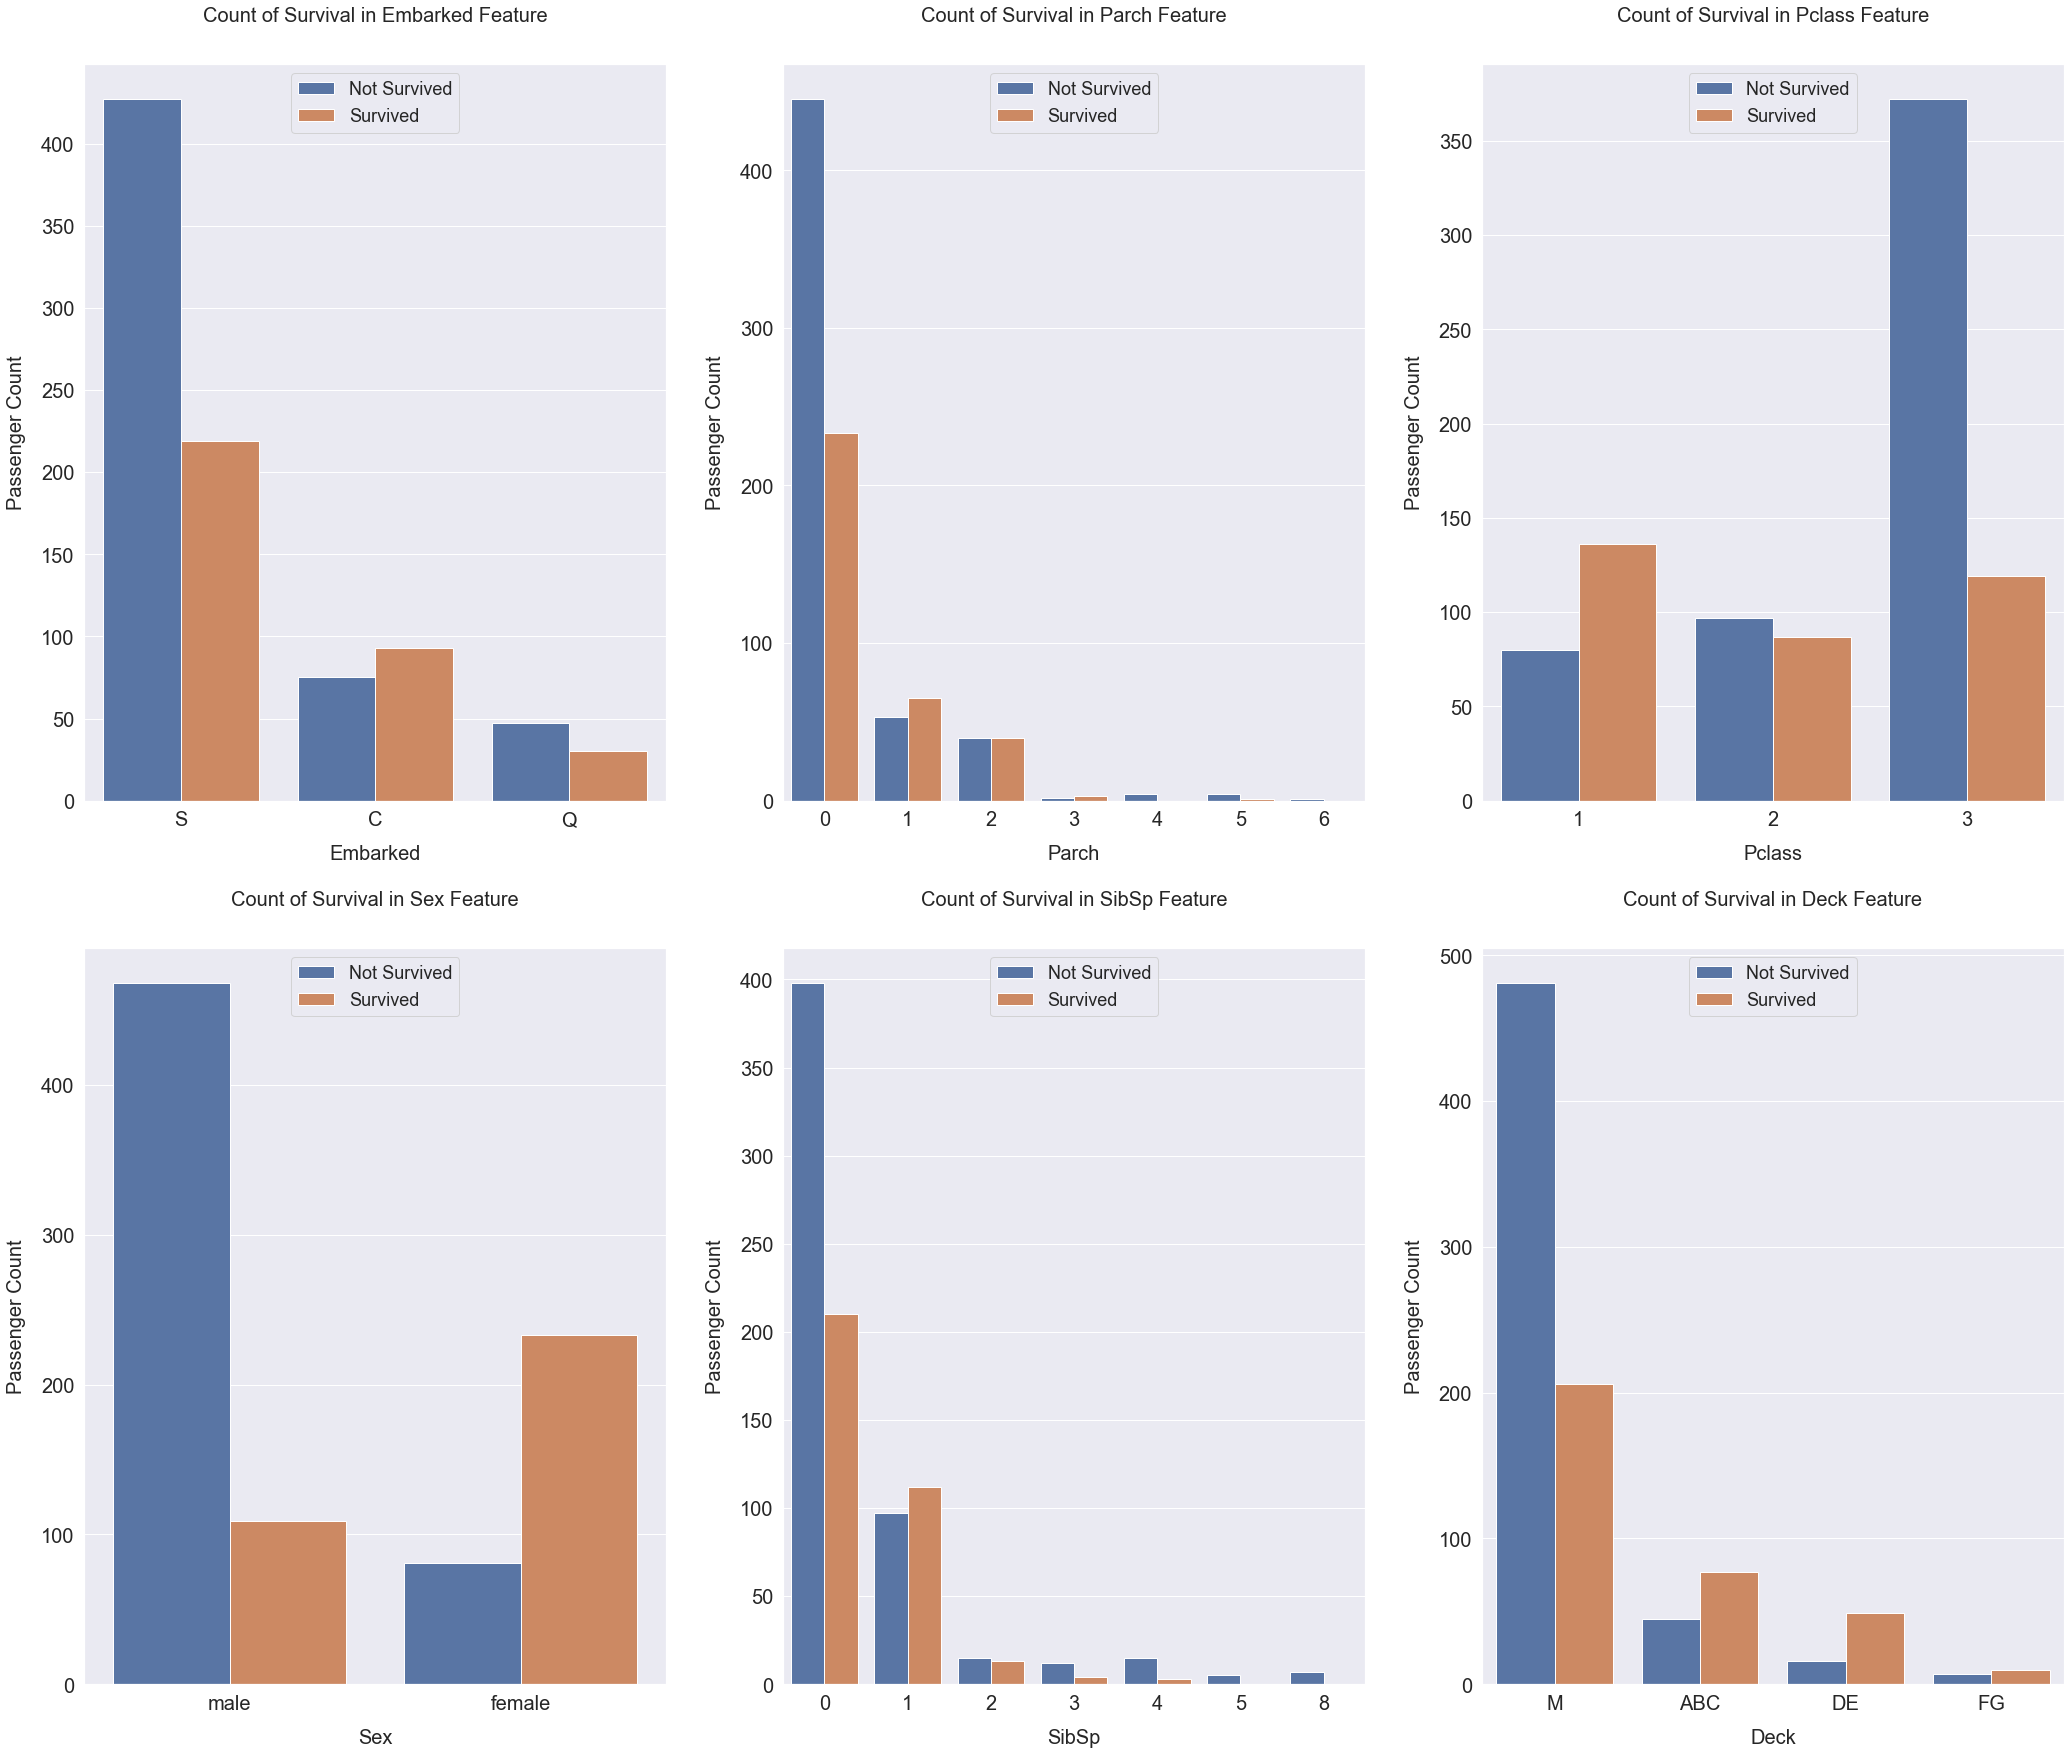 Count of Survival in Embarked Feature
Not Survived
Survived
400
350
300
250
200
150
100
50
0
Passenger Count
S C Q
Embarked
Count of Survival in Parch Feature
Not Survived
Survived
400
300
200
100
0
Passenger Count
0 1 2 3 4 5 6
Parch
Count of Survival in Pclass Feature
Not Survived
Survived
350
300
250
200
150
100
50
0
Passenger Count
1 2 3
Pclass
Count of Survival in Sex Feature
Not Survived
Survived
400
300
200
100
0
Passenger Count
male female
Sex
Count of Survival in SibSp Feature
Not Survived
Survived
400
350
300
250
200
150
100
50
0
Passenger Count
0 1 2 3 4 5 8
SibSp
Count of Survival in Deck Feature
Not Survived
Survived
500
400
300
200
100
0
Passenger Count
M ABC DE FG
Deck